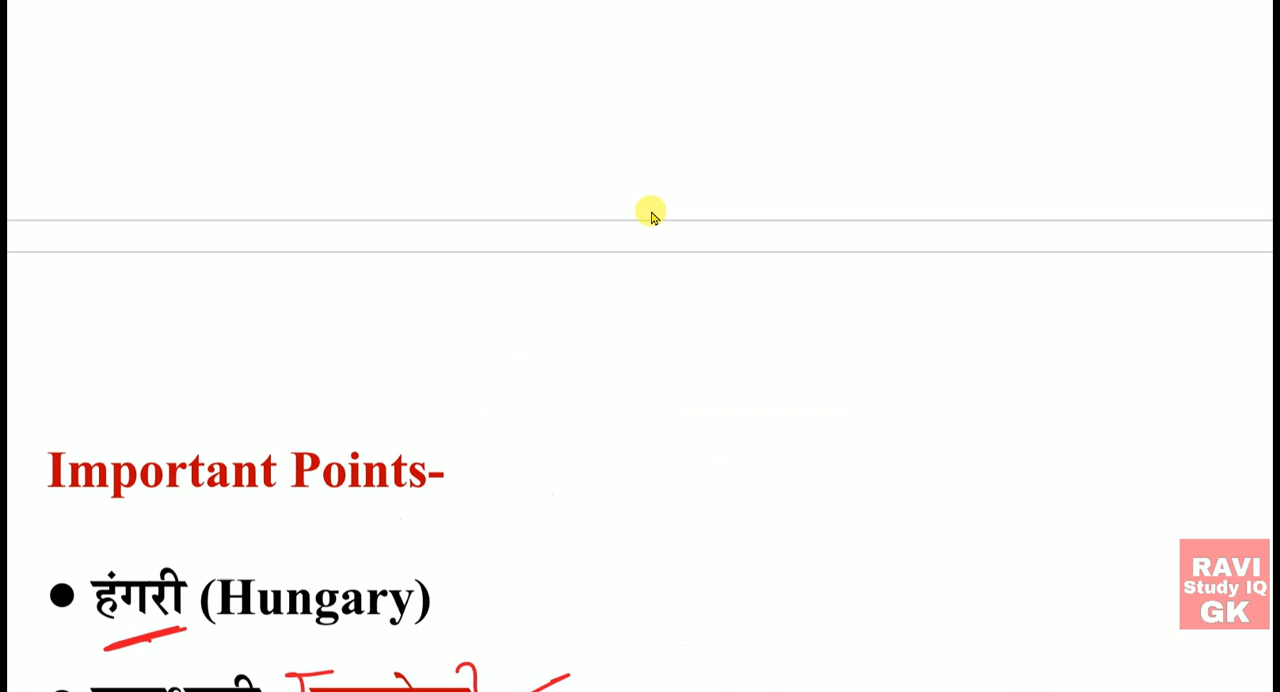 Important Points-
● हंगरी (Hungary)
RAVI
Study IQ
GK